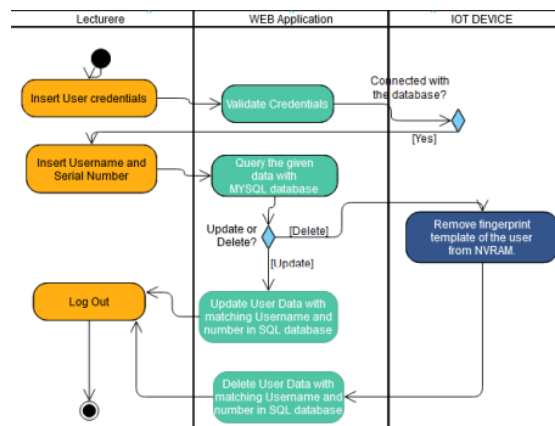 Lecturere
WEB Application
IOT DEVICE
Insert User credentials
Validate Credentials
Connected with
the database?
[Yes]
Insert Username and
Serial Number
Query the given
data with
MYSQL database
Update or
Delete?
[Delete]
[Update]
Remove fingerprint
template of the user
from NVRAM.
Log Out
Update User Data with
matching Username and
number in SQL database
Delete User Data with
matching Username and
number in SQL database